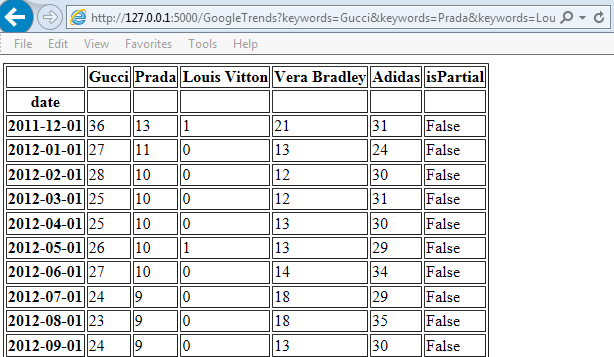 http://127.0.0.1:5000/GoogleTrends?keywords=Gucci&keywords=Prada&keywords=Lou
File Edit View Favorites Tools Help
Gucci Prada Louis Vitton Vera Bradley Adidas isPartial
date
2011-12-01 36 13 1 21 31 False
2012-01-01 27 11 0 13 24 False
2012-02-01 28 10 0 12 30 False
2012-03-01 25 10 0 12 31 False
2012-04-01 25 10 0 13 30 False
2012-05-01 26 10 1 13 29 False
2012-06-01 27 10 0 14 34 False
2012-07-01 24 9 0 18 29 False
2012-08-01 23 9 0 18 35 False
2012-09-01 24 9 0 13 30 False